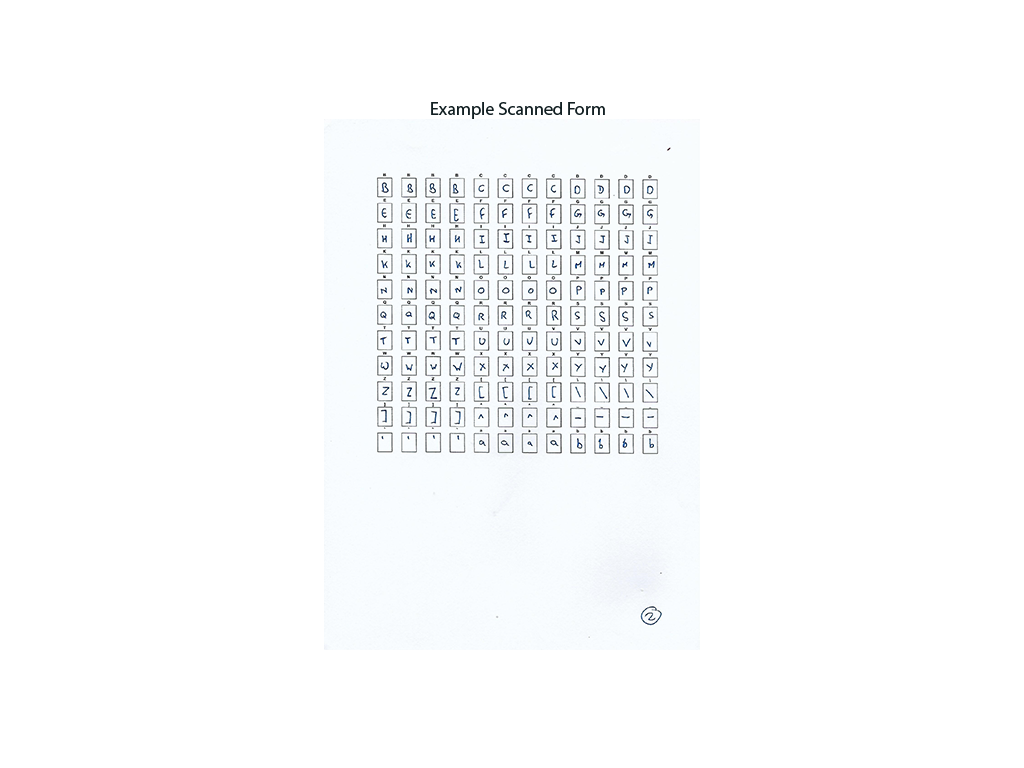 Example Scanned Form
B B B B C C C C D D D D
B B B B C C C C D D D D
E E E E F F F F G G G G
E E E E F F F F G G G G
H H H H I I I I J J J J
H H H H I I I I J J J J
K K K K L L L L M M M M
K K K K L L L L M M M M
N N N N O O O O P P P P
N N N N O O O O P P P P
Q Q Q Q R R R R S S S S
Q Q Q Q R R R R S S S S
T T T T U U U U V V V V
T T T T U U U U V V V V
W W W W X X X X Y Y Y Y
W W W W X X X X Y Y Y Y
Z Z Z Z [ [ [ [ \ \ \ \
Z Z Z Z [ [ [ [ \ \ \ \
] ] ] ] ^ ^ ^ ^ _ _ _ _
] ] ] ] ^ ^ ^ ^ – – – –
` ` ` ` a a a a b b b b
' ' ' ' a a a a b b b b
2